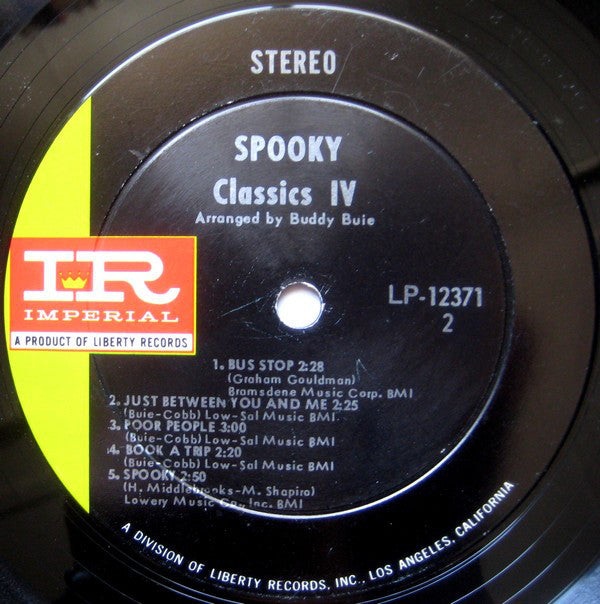 STEREO
SPOOKY
Classics IV
Arranged by Buddy Buie
IR
IMPERIAL
A PRODUCT OF LIBERTY RECORDS
LP-12371
2
1. BUS STOP 2:28
(Graham Gouldman)
Bramsdene Music Corp. BMI
2. JUST BETWEEN YOU AND ME 2:25
(Buie-Cobb) Low-Sal Music BMI
3. POOR PEOPLE 3:00
(Buie-Cobb) Low-Sal Music BMI
4. BOOK A TRIP 2:20
(Buie-Cobb) Low-Sal Music BMI
5. SPOOKY 2:50
(H. Middlebrooks-M. Shapiro)
Lowery Music Co., Inc. BMI
A DIVISION OF LIBERTY RECORDS, INC., LOS ANGELES, CALIFORNIA